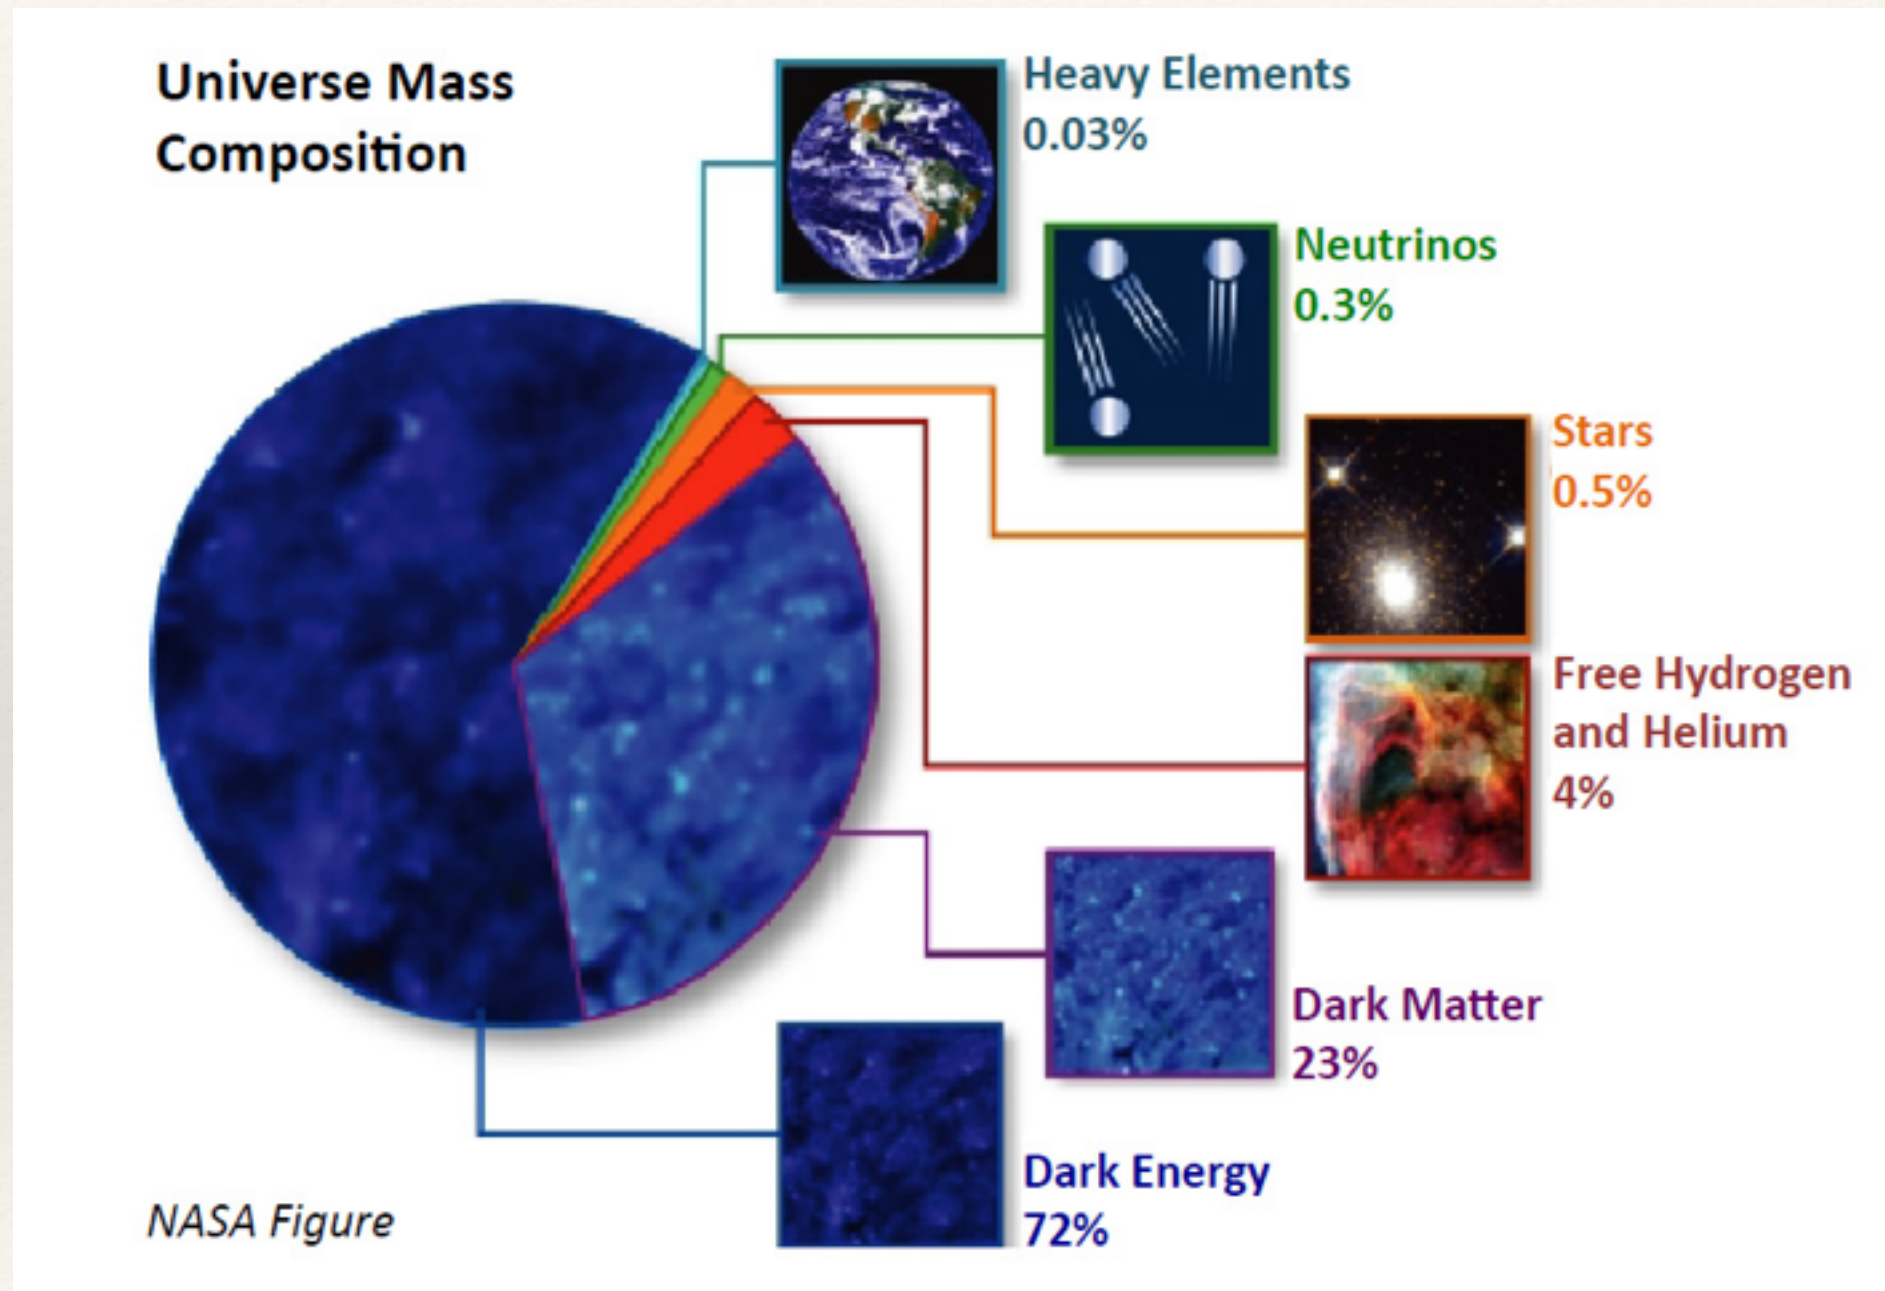 Universe Mass
Composition
Heavy Elements
0.03%
Neutrinos
0.3%
Stars
0.5%
Free Hydrogen
and Helium
4%
Dark Matter
23%
Dark Energy
72%
NASA Figure